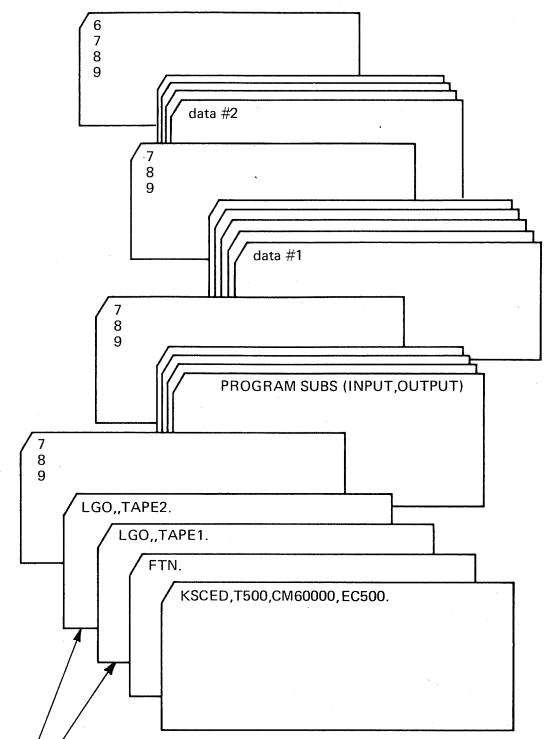 6
7
8
9
data #2
7
8
9
data #1
7
8
9
PROGRAM SUBS (INPUT,OUTPUT)
7
8
9
LGO,,TAPE2.
LGO,,TAPE1.
FTN.
KSCED,T500,CM60000,EC500.